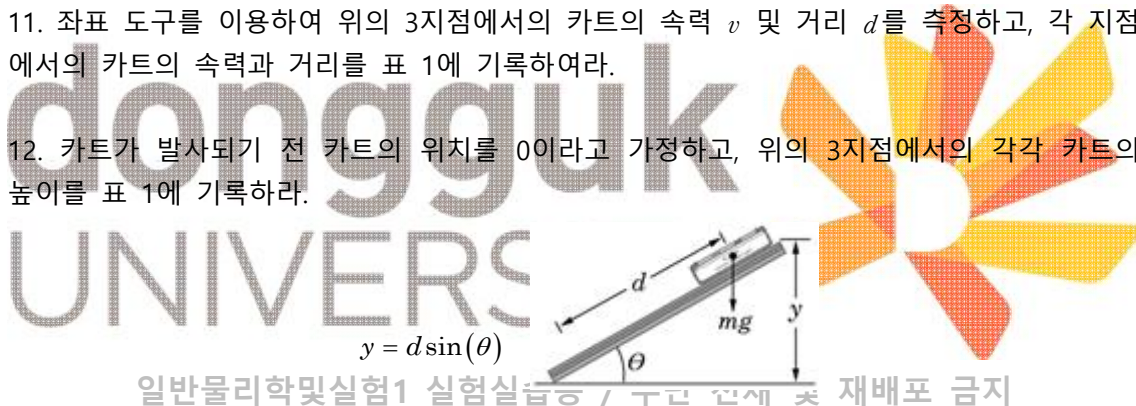 11. 좌표 도구를 이용하여 위의 3지점에서의 카트의 속력 v 및 거리 d를 측정하고, 각 지점
에서의 카트의 속력과 거리를 표 1에 기록하여라.
dongguk
12. 카트가 발사되기 전 카트의 위치를 0이라고 가정하고, 위의 3지점에서의 각각 카트의
높이를 표 1에 기록하라.
UNIVERS
d
mg
y
θ
y = d sin(θ)
일반물리학및실험1 실험실습용 / 무단 전재 및 재배포 금지